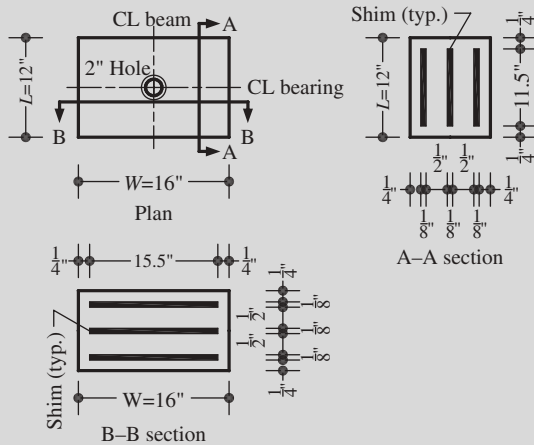 CL beam
A
2" Hole
L=12"
CL bearing
B
B
A
W=16"
Plan
Shim (typ.)
1/4"
L=12"
11.5"
1/4"
1/2" 1/2"
1/4" 1/4"
1/8" 1/8" 1/8"
A–A section
1/4" 15.5" 1/4"
1/4"
1/8"
1/2"
1/8"
1/2"
1/8"
1/4"
Shim (typ.)
W=16"
B–B section